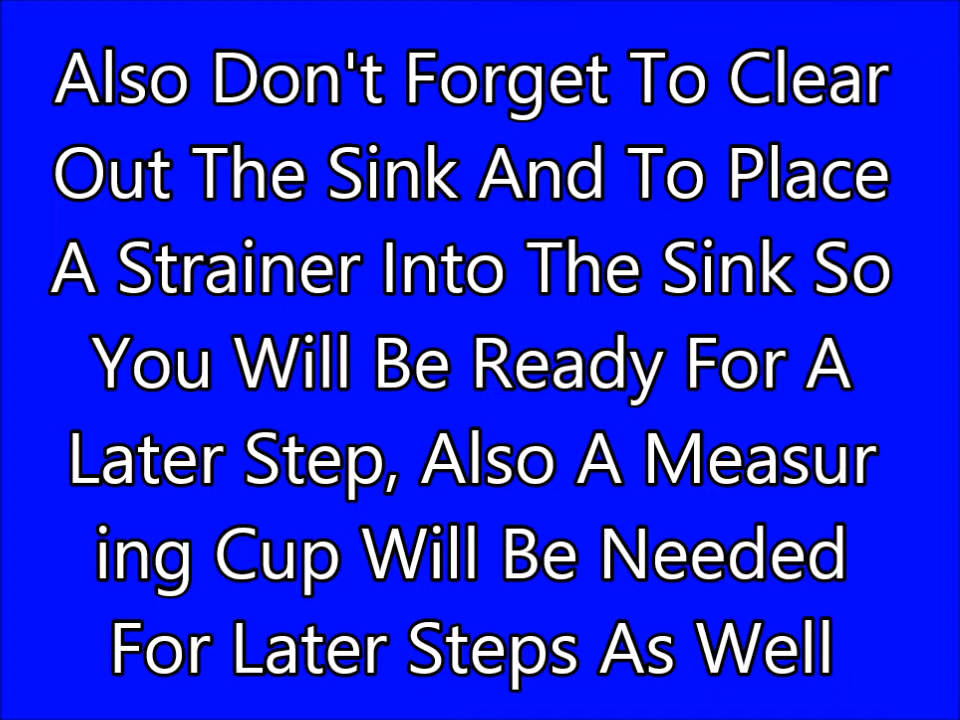 Also Don't Forget To Clear
Out The Sink And To Place
A Strainer Into The Sink So
You Will Be Ready For A
Later Step, Also A Measur
ing Cup Will Be Needed
For Later Steps As Well